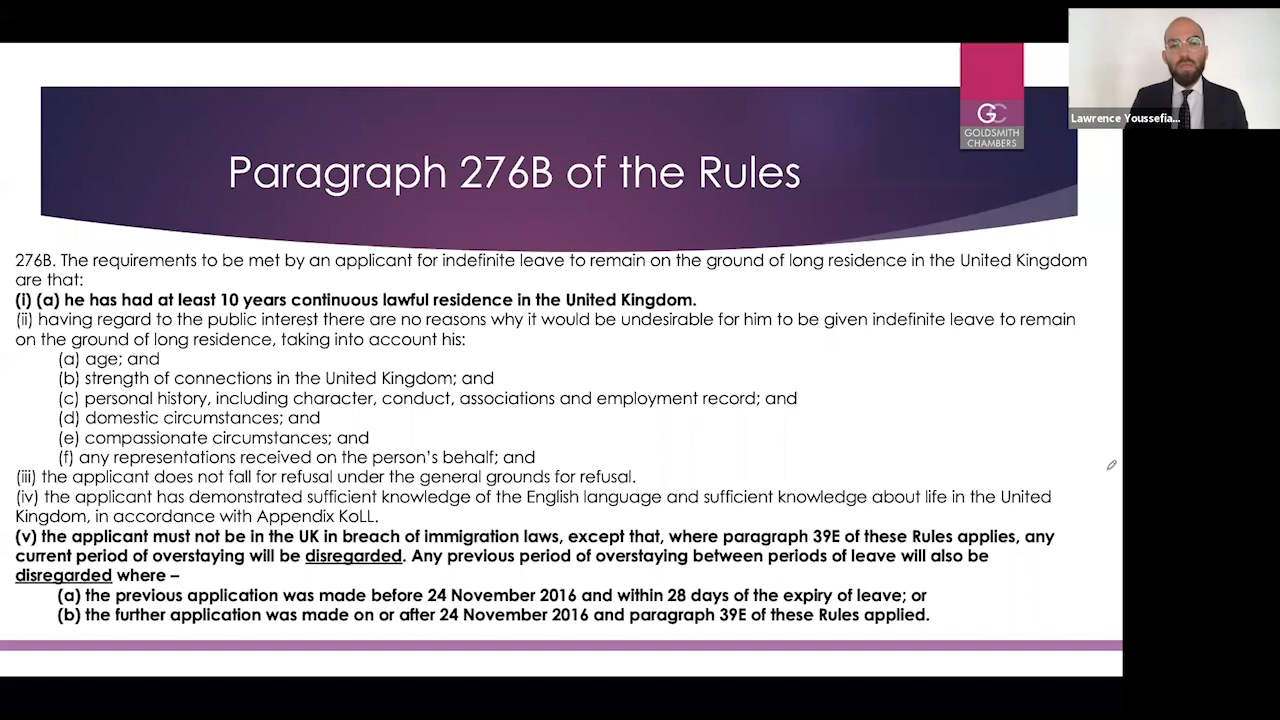 Lawrence Youssefia...
GC
GOLDSMITH
CHAMBERS
Paragraph 276B of the Rules
276B. The requirements to be met by an applicant for indefinite leave to remain on the ground of long residence in the United Kingdom
are that:
(i) (a) he has had at least 10 years continuous lawful residence in the United Kingdom.
(ii) having regard to the public interest there are no reasons why it would be undesirable for him to be given indefinite leave to remain
on the ground of long residence, taking into account his:
(a) age; and
(b) strength of connections in the United Kingdom; and
(c) personal history, including character, conduct, associations and employment record; and
(d) domestic circumstances; and
(e) compassionate circumstances; and
(f) any representations received on the person's behalf; and
(iii) the applicant does not fall for refusal under the general grounds for refusal.
(iv) the applicant has demonstrated sufficient knowledge of the English language and sufficient knowledge about life in the United
Kingdom, in accordance with Appendix KoLL.
(v) the applicant must not be in the UK in breach of immigration laws, except that, where paragraph 39E of these Rules applies, any
current period of overstaying will be disregarded. Any previous period of overstaying between periods of leave will also be
disregarded where –
(a) the previous application was made before 24 November 2016 and within 28 days of the expiry of leave; or
(b) the further application was made on or after 24 November 2016 and paragraph 39E of these Rules applied.